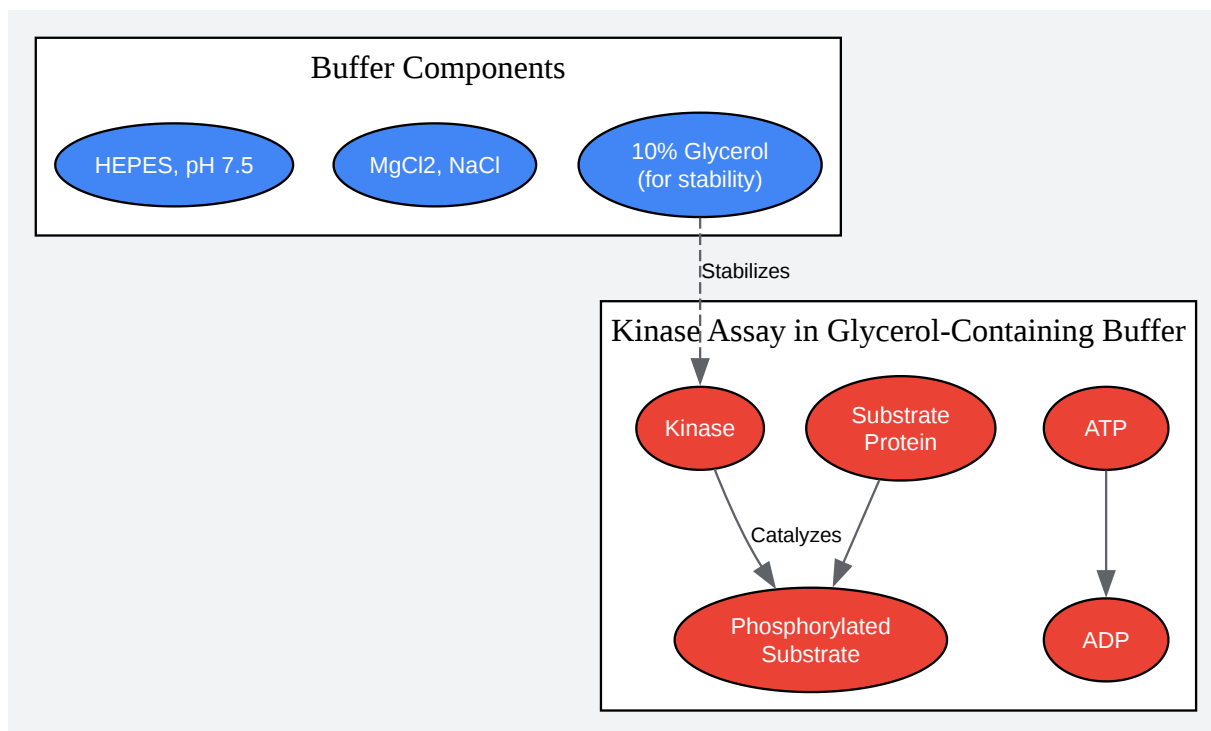 Buffer Components
HEPES, pH 7.5
MgCl2, NaCl
10% Glycerol
(for stability)
Stabilizes
Kinase Assay in Glycerol-Containing Buffer
Kinase
Substrate
Protein
ATP
Catalyzes
Phosphorylated
Substrate
ADP